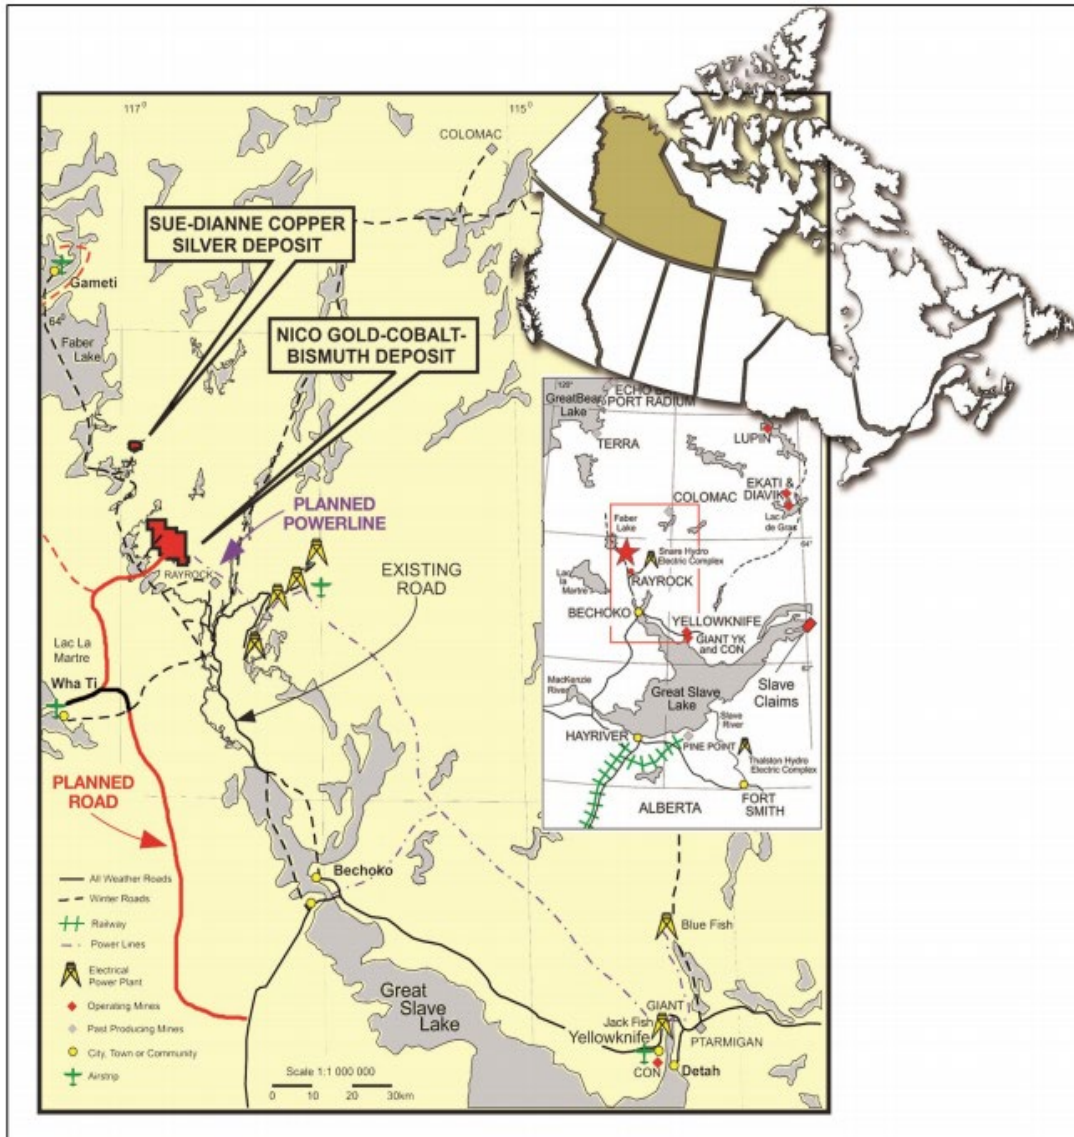 117°
115°
COLOMAC
SUE-DIANNE COPPER
SILVER DEPOSIT
Gameti
64°
Faber
Lake
NICO GOLD-COBALT-
BISMUTH DEPOSIT
PLANNED
POWERLINE
RAYROCK
EXISTING
ROAD
Lac La
Martre
Wha Ti
PLANNED
ROAD
Bechoko
All Weather Roads
Winter Roads
Railway
Power Lines
Electrical
Power Plant
Operating Mines
Past Producing Mines
City, Town or Community
Airstrip
Great
Slave
Lake
Scale 1:1 000 000
0 10 20 30km
Blue Fish
GIANT
Jack Fish
Yellowknife
PTARMIGAN
CON
Detah
120°
GreatBear
Lake
PORT RADIUM
TERRA
LUPIN
EKATI &
DIAVIK
COLOMAC
Lac
de Gras
Faber
Lake
64°
Snare Hydro
Electric Complex
Lac
la
Martre
RAYROCK
BECHOKO
YELLOWKNIFE
GIANT YK
and CON
62°
MacKenzie
River
Great Slave
Lake
Slave
Claims
Slave
River
HAYRIVER
PINE POINT
Thalston Hydro
Electric Complex
ALBERTA
FORT
SMITH